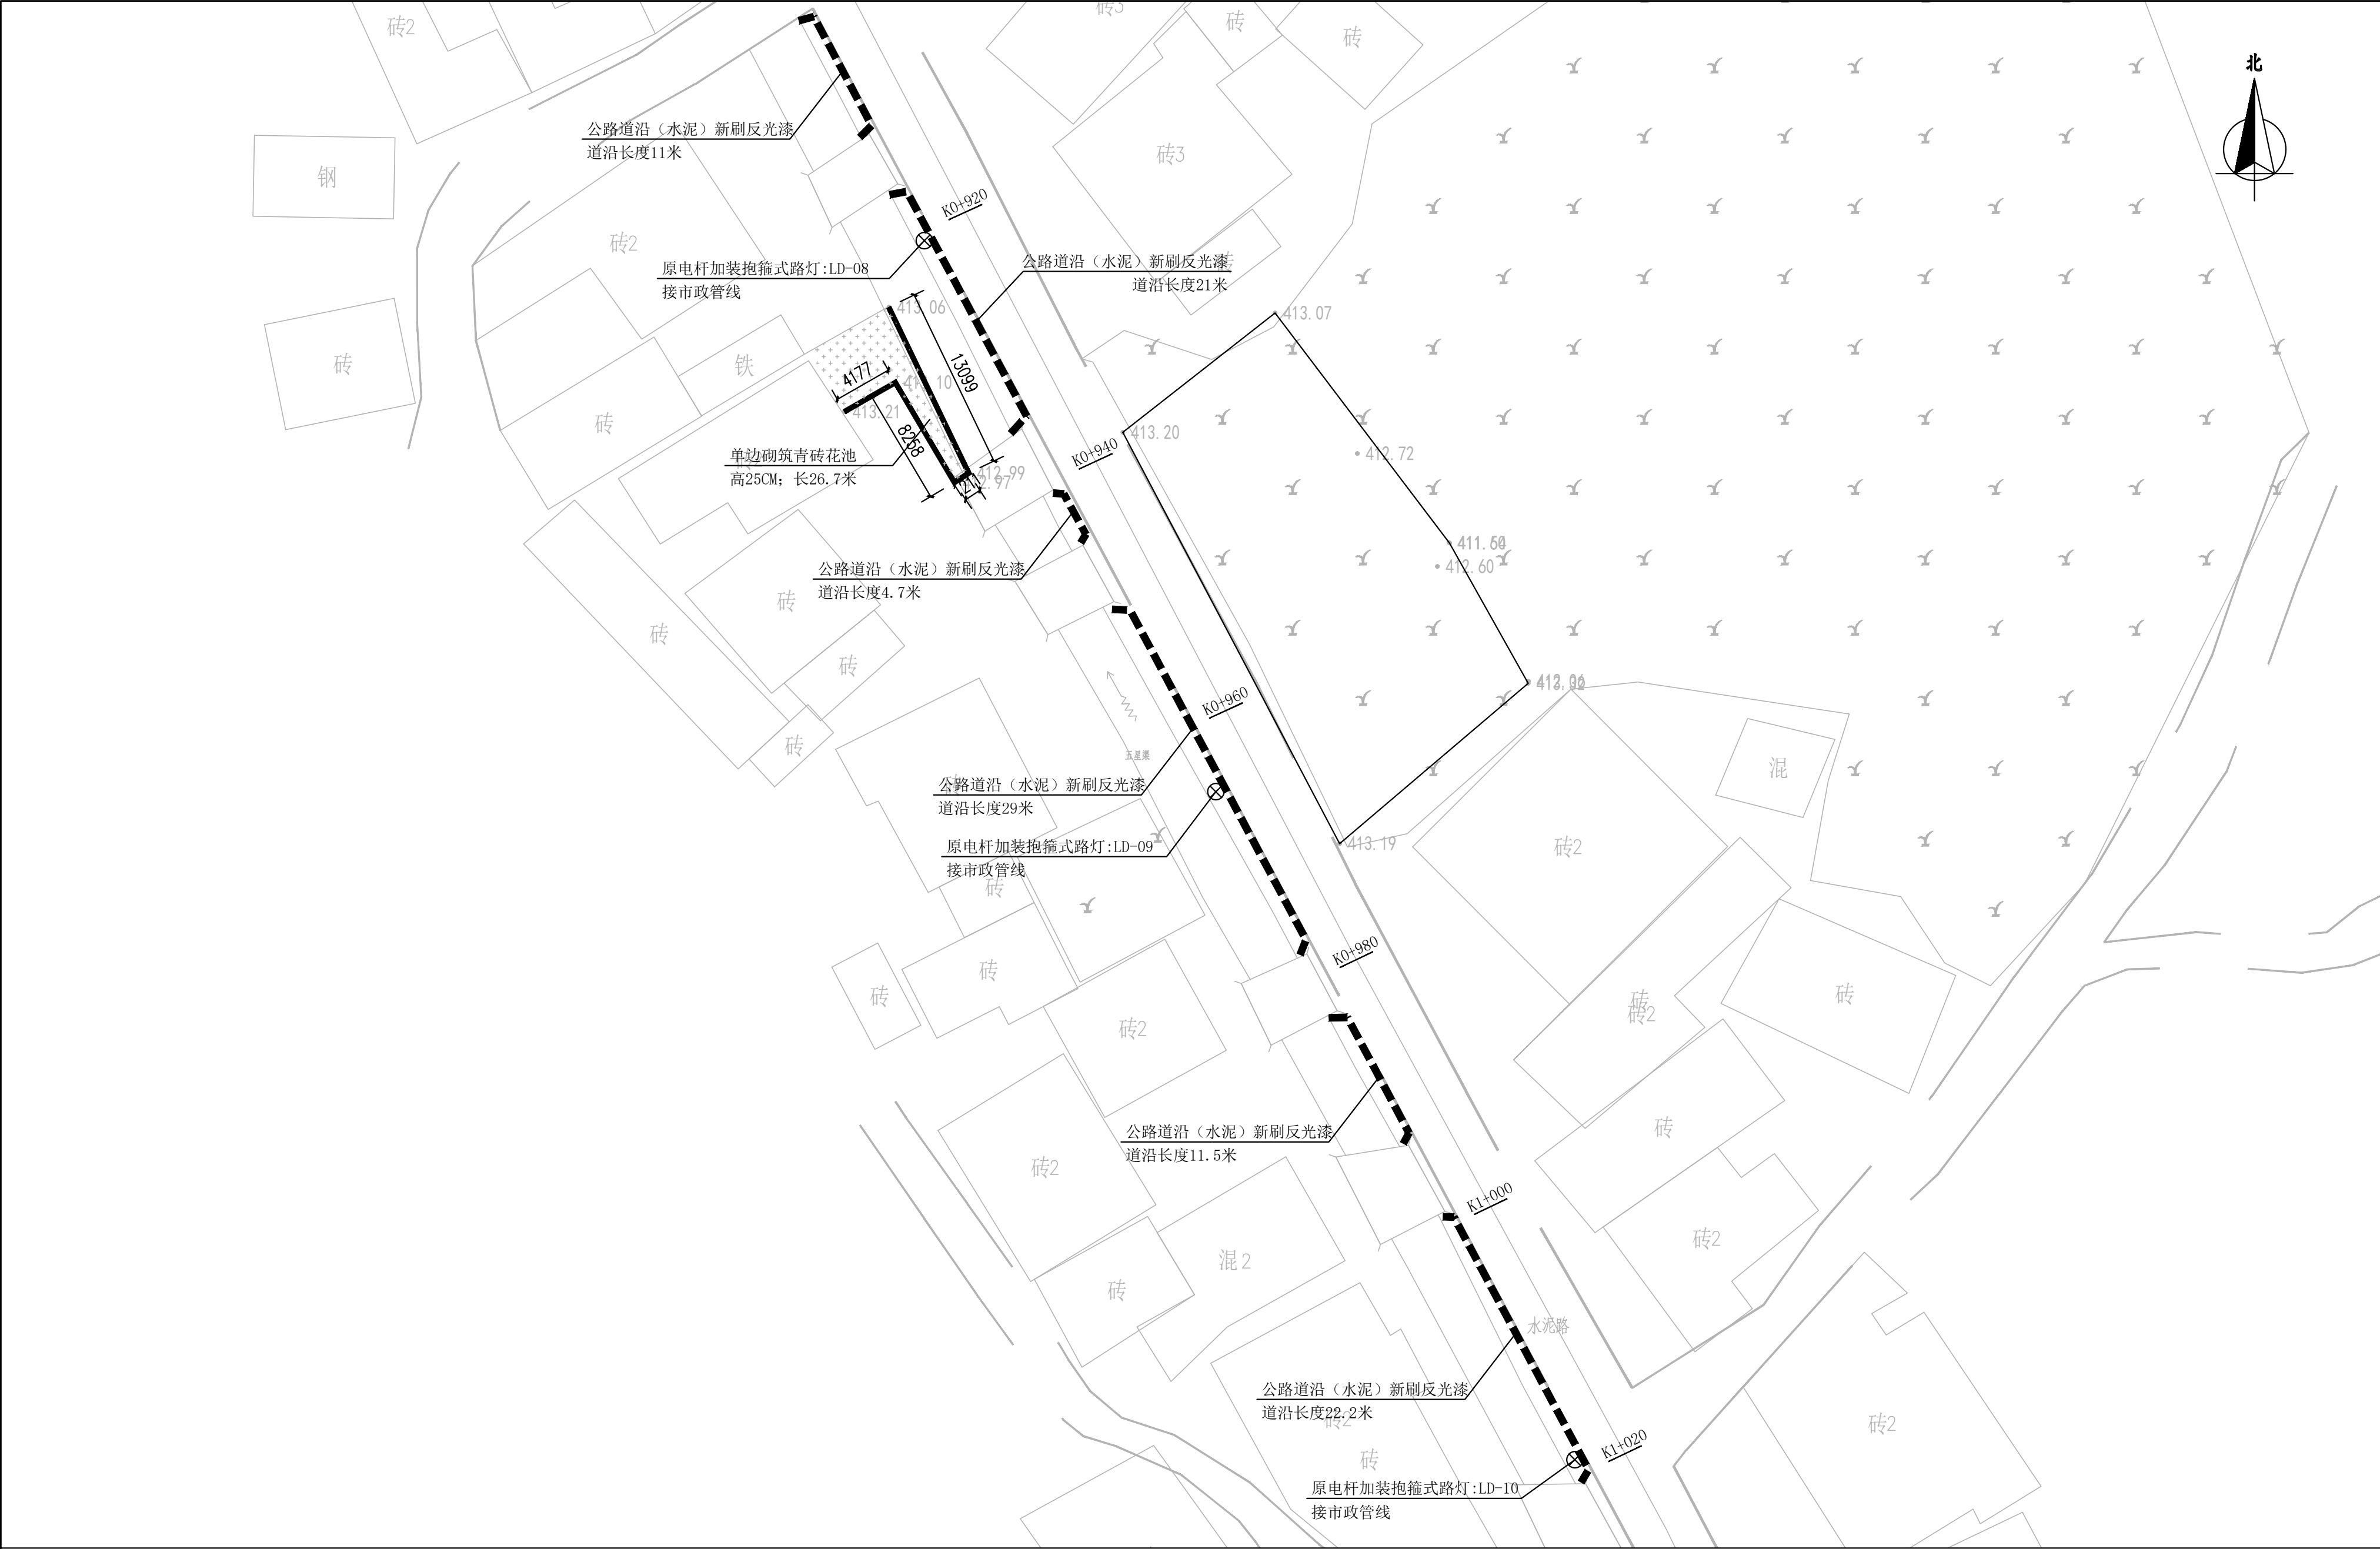 砖2
砖3
砖
砖
北
公路道沿（水泥）新刷反光漆
道沿长度11米
砖3
钢
K0+920
砖2
原电杆加装抱箍式路灯:LD-08
接市政管线
公路道沿（水泥）新刷反光漆
道沿长度21米
413.06
413.07
砖
铁
4177
13099
413.21
砖
8258
413.20
K0+940
412.72
单边砌筑青砖花池
高25CM；长26.7米
412.99
412.97
412.60
公路道沿（水泥）新刷反光漆
道沿长度4.7米
砖
砖
砖
K0+960
砖
五星渠
混
公路道沿（水泥）新刷反光漆
道沿长度29米
原电杆加装抱箍式路灯:LD-09
接市政管线
413.19
砖2
砖
K0+980
砖
砖
砖
砖2
砖
砖2
公路道沿（水泥）新刷反光漆
道沿长度11.5米
砖
砖2
K1+000
砖2
混2
砖
水泥路
公路道沿（水泥）新刷反光漆
道沿长度22.2米
砖2
砖2
K1+020
砖
原电杆加装抱箍式路灯:LD-10
接市政管线